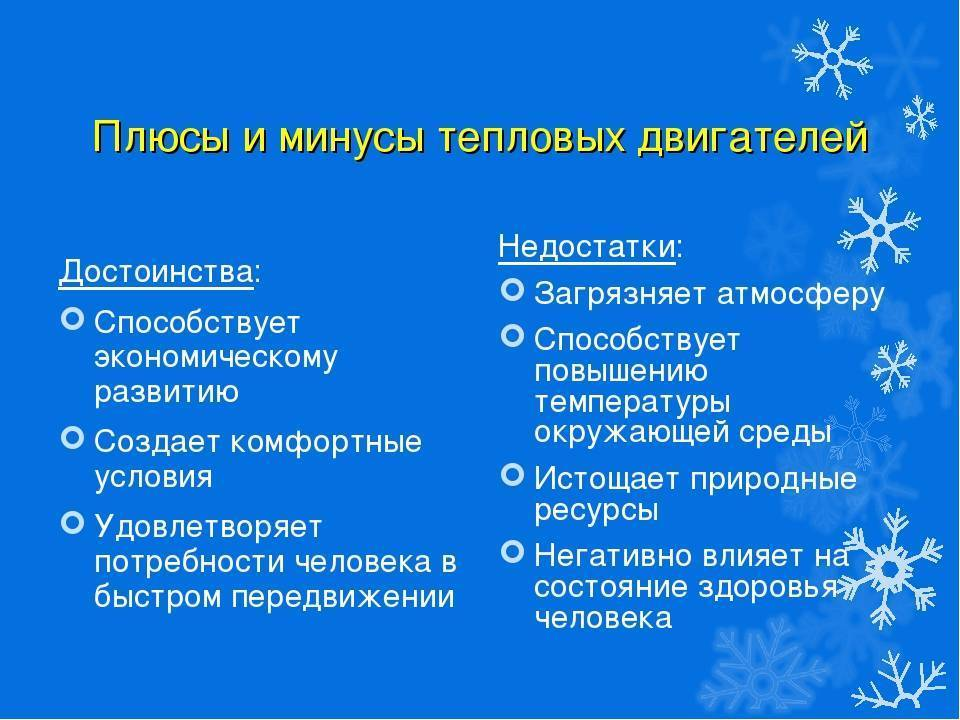 Плюсы и минусы тепловых двигателей
Достоинства:
Способствует
экономическому
развитию
Создает комфортные
условия
Удовлетворяет
потребности человека в
быстром передвижении
Недостатки:
Загрязняет атмосферу
Способствует
повышению
температуры
окружающей среды
Истощает природные
ресурсы
Негативно влияет на
состояние здоровья
человека